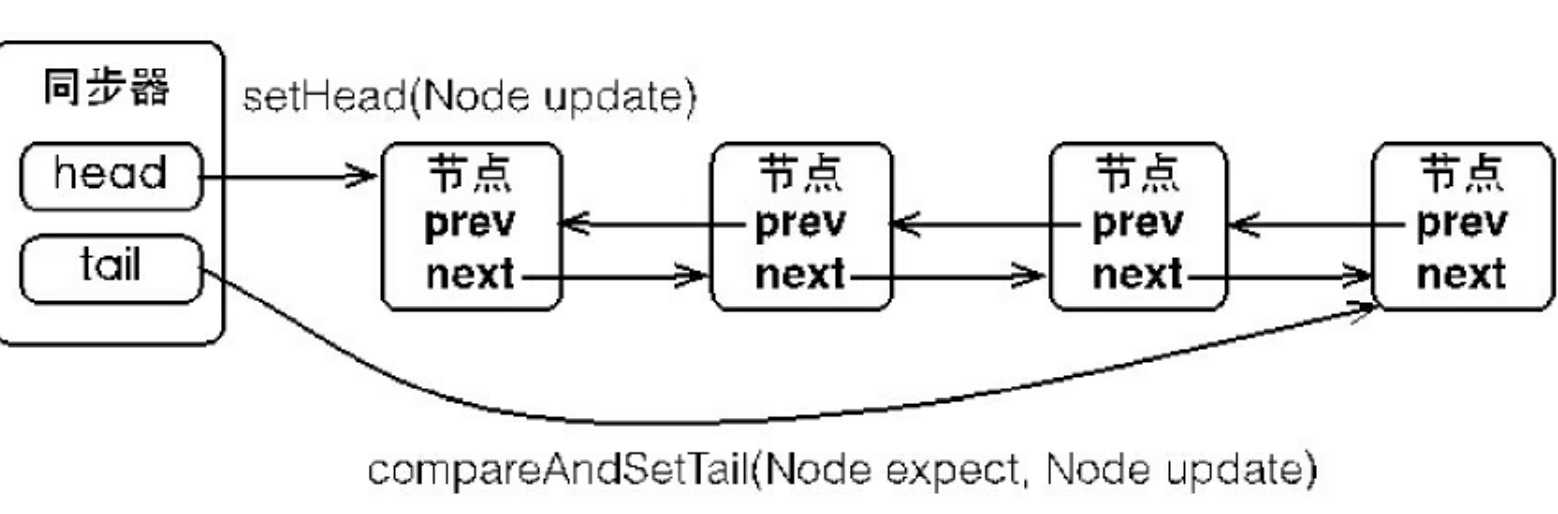 同步器
head
tail
setHead(Node update)
节点
prev
next
节点
prev
next
节点
prev
next
节点
prev
next
compareAndSetTail(Node expect, Node update)